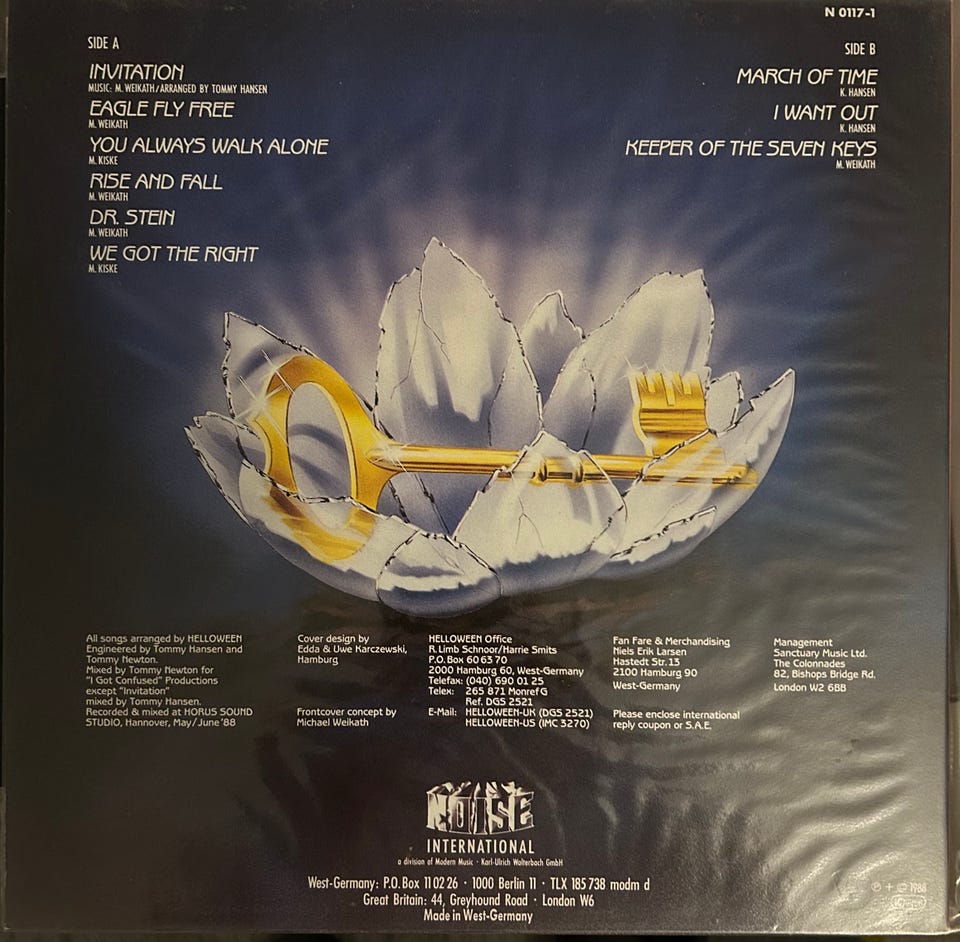 N 0117-1
SIDE A
INVITATION
MUSIC: M. WEIKATH/ARRANGED BY TOMMY HANSEN
EAGLE FLY FREE
M. WEIKATH
YOU ALWAYS WALK ALONE
M. KISKE
RISE AND FALL
M. WEIKATH
DR. STEIN
M. WEIKATH
WE GOT THE RIGHT
M. KISKE
SIDE B
MARCH OF TIME
K. HANSEN
I WANT OUT
K. HANSEN
KEEPER OF THE SEVEN KEYS
M. WEIKATH
All songs arranged by HELLOWEEN
Engineered by Tommy Hansen and
Tommy Newton.
Mixed by Tommy Newton for
"I Got Confused" Productions
except "Invitation"
mixed by Tommy Hansen.
Recorded & mixed at HORUS SOUND
STUDIO, Hannover, May/June '88
Cover design by
Edda & Uwe Karczewski,
Hamburg
Frontcover concept by
Michael Weikath
HELLOWEEN Office
R. Limb Schnoor/Harrie Smits
P.O. Box 60 63 70
2000 Hamburg 60, West-Germany
Telefax: (040) 690 01 25
Telex: 265 871 Monref G
Ref. DGS 2521
E-Mail: HELLOWEEN-UK (DGS 2521)
HELLOWEEN-US (IMC 3270)
Fan Fare & Merchandising
Niels Erik Larsen
Hastedt Str. 13
2100 Hamburg 90
West-Germany
Please enclose international
reply coupon or S.A.E.
Management
Sanctuary Music Ltd.
The Colonnades
82, Bishops Bridge Rd.
London W2 6BB
NOISE
INTERNATIONAL
a division of Modern Music · Karl-Ulrich Walterbach GmbH
West-Germany: P.O. Box 11 02 26 · 1000 Berlin 11 · TLX 185 738 modm d
Great Britain: 44, Greyhound Road · London W6
Made in West-Germany
℗ + © 1988